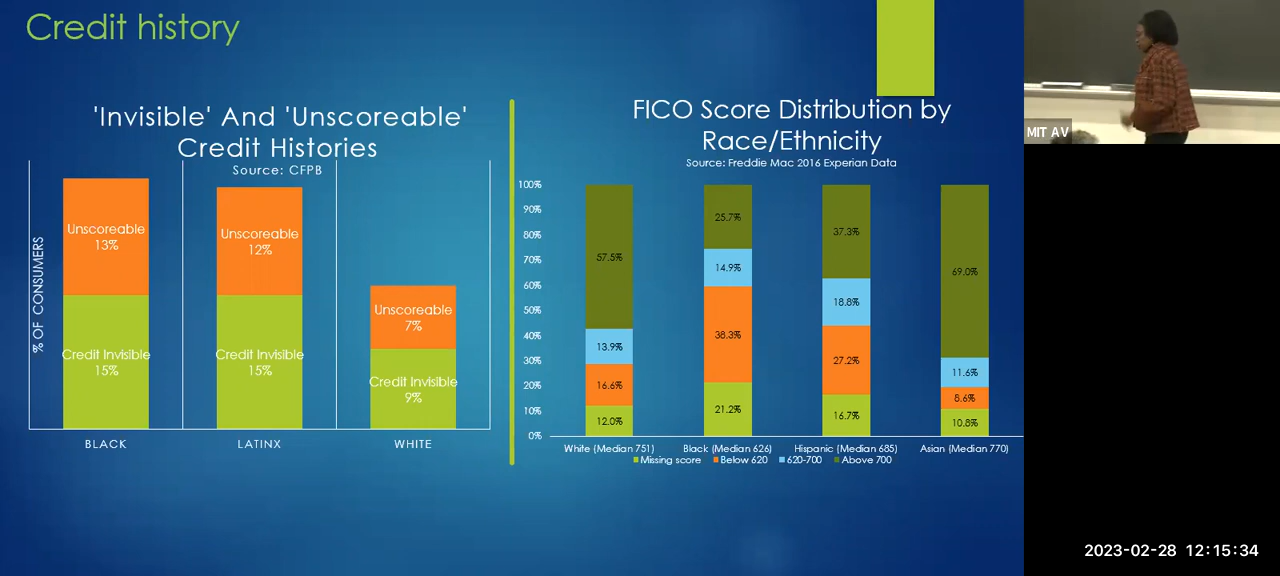 Credit history
'Invisible' And 'Unscoreable'
Credit Histories
Source: CFPB
% OF CONSUMERS
Unscoreable
13%
Credit Invisible
15%
Unscoreable
12%
Credit Invisible
15%
Unscoreable
7%
Credit Invisible
9%
BLACK
LATINX
WHITE
FICO Score Distribution by
Race/Ethnicity
Source: Freddie Mac 2016 Experian Data
100%
90%
80%
70%
60%
50%
40%
30%
20%
10%
0%
57.5%
13.9%
16.6%
12.0%
25.7%
14.9%
38.3%
21.2%
37.3%
18.8%
27.2%
16.7%
69.0%
11.6%
8.6%
10.8%
White (Median 751)
Black (Median 626)
Hispanic (Median 685)
Asian (Median 770)
Missing score
Below 620
620-700
Above 700
MIT AV
2023-02-28 12:15:34